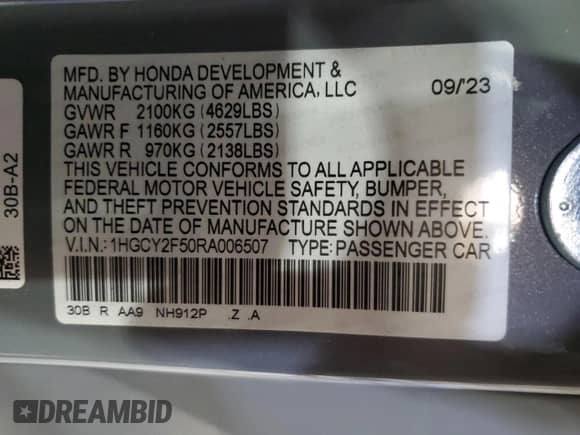 MFD. BY HONDA DEVELOPMENT &
MANUFACTURING OF AMERICA, LLC 09/'23
GVWR 2100KG (4629LBS)
GAWR F 1160KG (2557LBS)
GAWR R 970KG (2138LBS)
THIS VEHICLE CONFORMS TO ALL APPLICABLE
FEDERAL MOTOR VEHICLE SAFETY, BUMPER,
AND THEFT PREVENTION STANDARDS IN EFFECT
ON THE DATE OF MANUFACTURE SHOWN ABOVE.
V.I.N.: 1HGCY2F50RA006507 TYPE: PASSENGER CAR
30B R AA9 NH912P .Z .A
30B-A2
DREAMBID